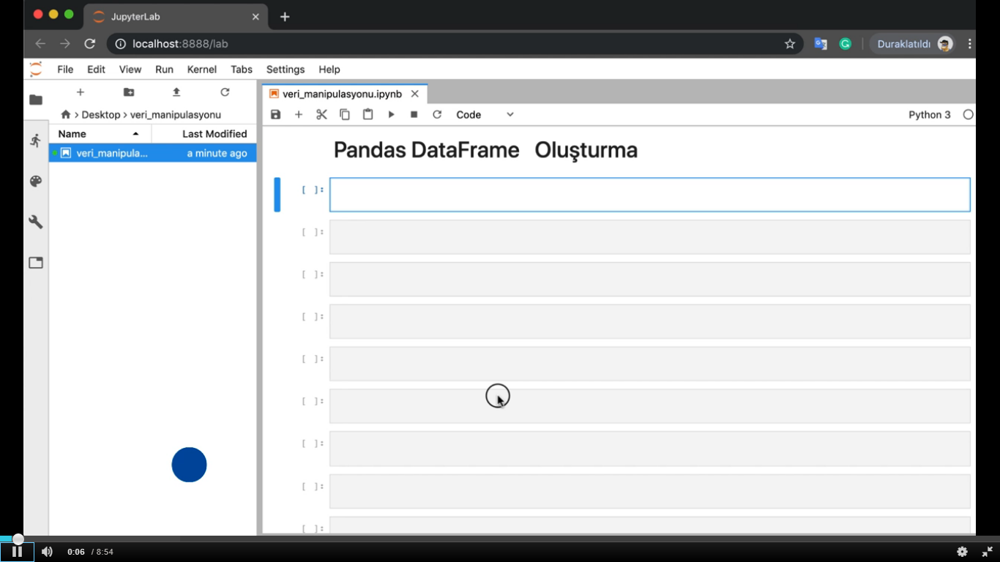 JupyterLab
localhost:8888/lab
Duraklatıldı
File Edit View Run Kernel Tabs Settings Help
veri_manipulasyonu.ipynb
Desktop > veri_manipulasyonu
Code
Python 3
Name Last Modified
veri_manipula... a minute ago
Pandas DataFrame Oluşturma
[ ]:
[ ]:
[ ]:
[ ]:
[ ]:
[ ]:
[ ]:
[ ]:
[ ]:
0:06 / 8:54